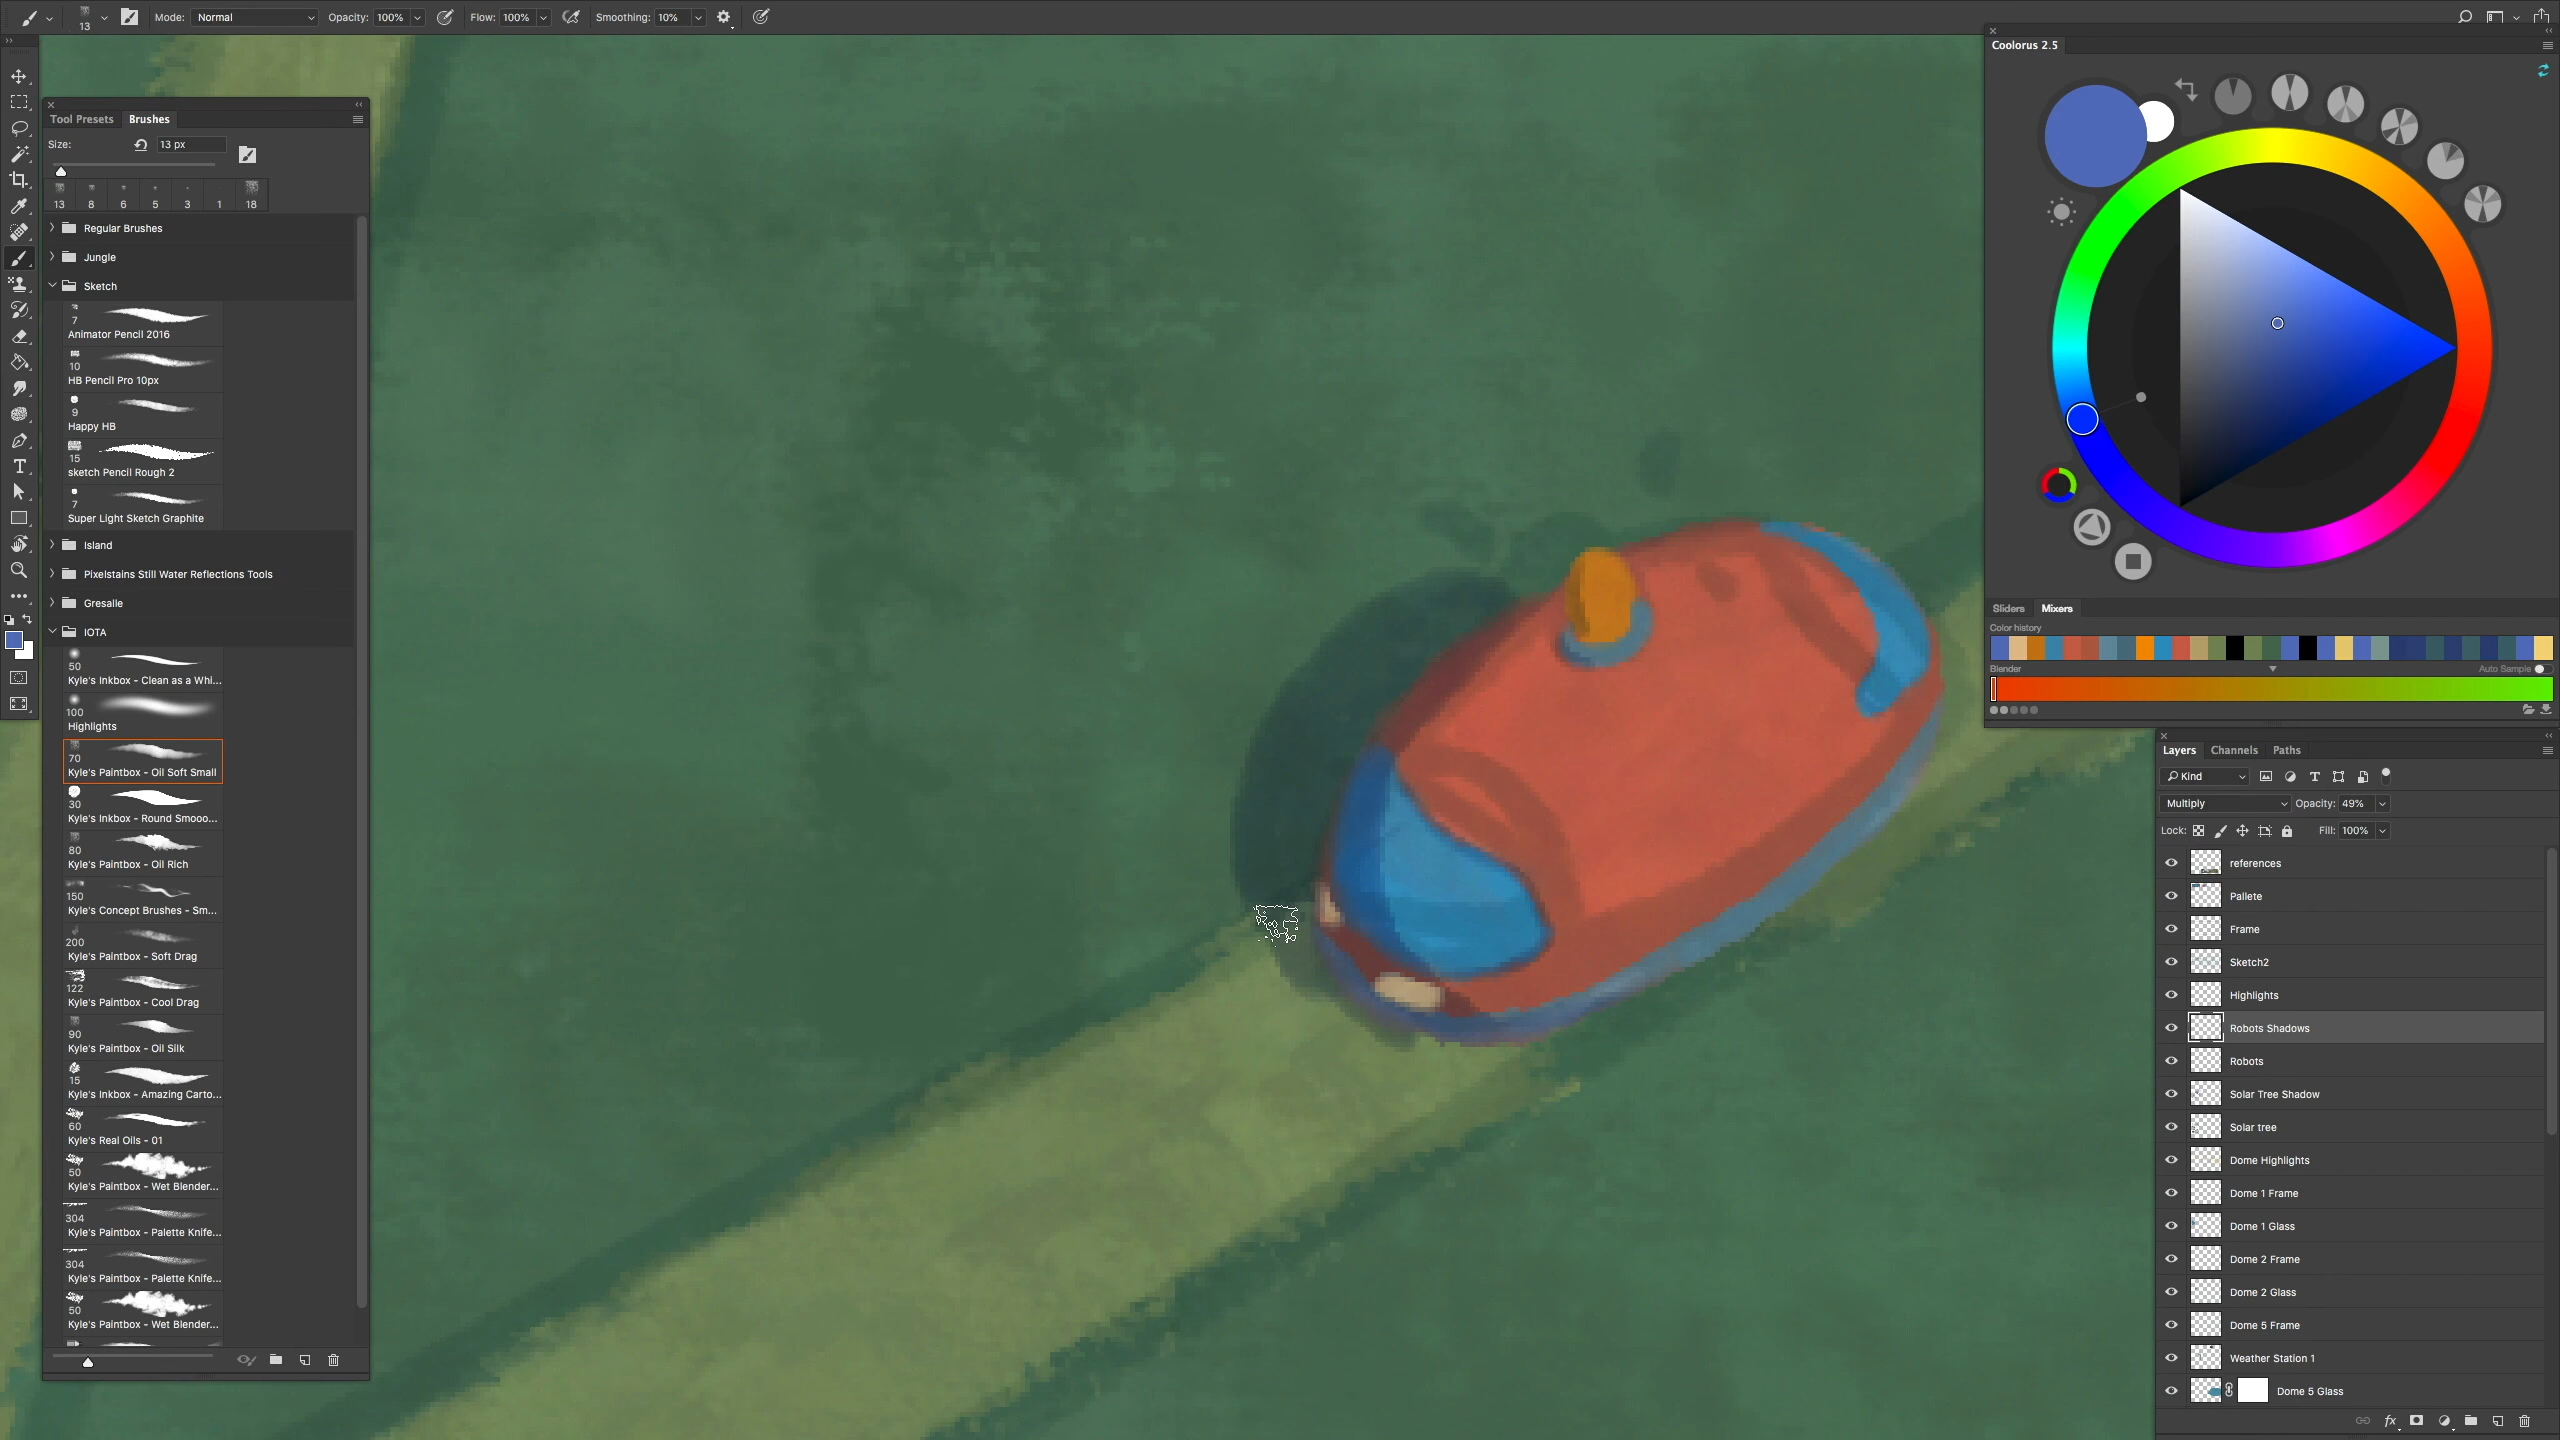 13
Mode: Normal
Opacity: 100%
Flow: 100%
Smoothing: 10%
Tool Presets
Brushes
Size:
13 px
13 8 6 5 3 1 18
Regular Brushes
Jungle
Sketch
7
Animator Pencil 2016
10
HB Pencil Pro 10px
9
Happy HB
15
sketch Pencil Rough 2
7
Super Light Sketch Graphite
Island
Pixelstains Still Water Reflections Tools
Gresalle
IOTA
50
Kyle's Inkbox - Clean as a Whi...
100
Highlights
70
Kyle's Paintbox - Oil Soft Small
30
Kyle's Inkbox - Round Smooo...
80
Kyle's Paintbox - Oil Rich
150
Kyle's Concept Brushes - Sm...
200
Kyle's Paintbox - Soft Drag
122
Kyle's Paintbox - Cool Drag
90
Kyle's Paintbox - Oil Silk
15
Kyle's Inkbox - Amazing Carto...
60
Kyle's Real Oils - 01
50
Kyle's Paintbox - Wet Blender...
304
Kyle's Paintbox - Palette Knife...
304
Kyle's Paintbox - Palette Knife...
50
Kyle's Paintbox - Wet Blender...
Coolorus 2.5
Sliders
Mixers
Color history
Blender
Auto Sample
Layers
Channels
Paths
Kind
Multiply
Opacity: 49%
Lock:
Fill: 100%
references
Pallete
Frame
Sketch2
Highlights
Robots Shadows
Robots
Solar Tree Shadow
Solar tree
Dome Highlights
Dome 1 Frame
Dome 1 Glass
Dome 2 Frame
Dome 2 Glass
Dome 5 Frame
Weather Station 1
Dome 5 Glass
fx